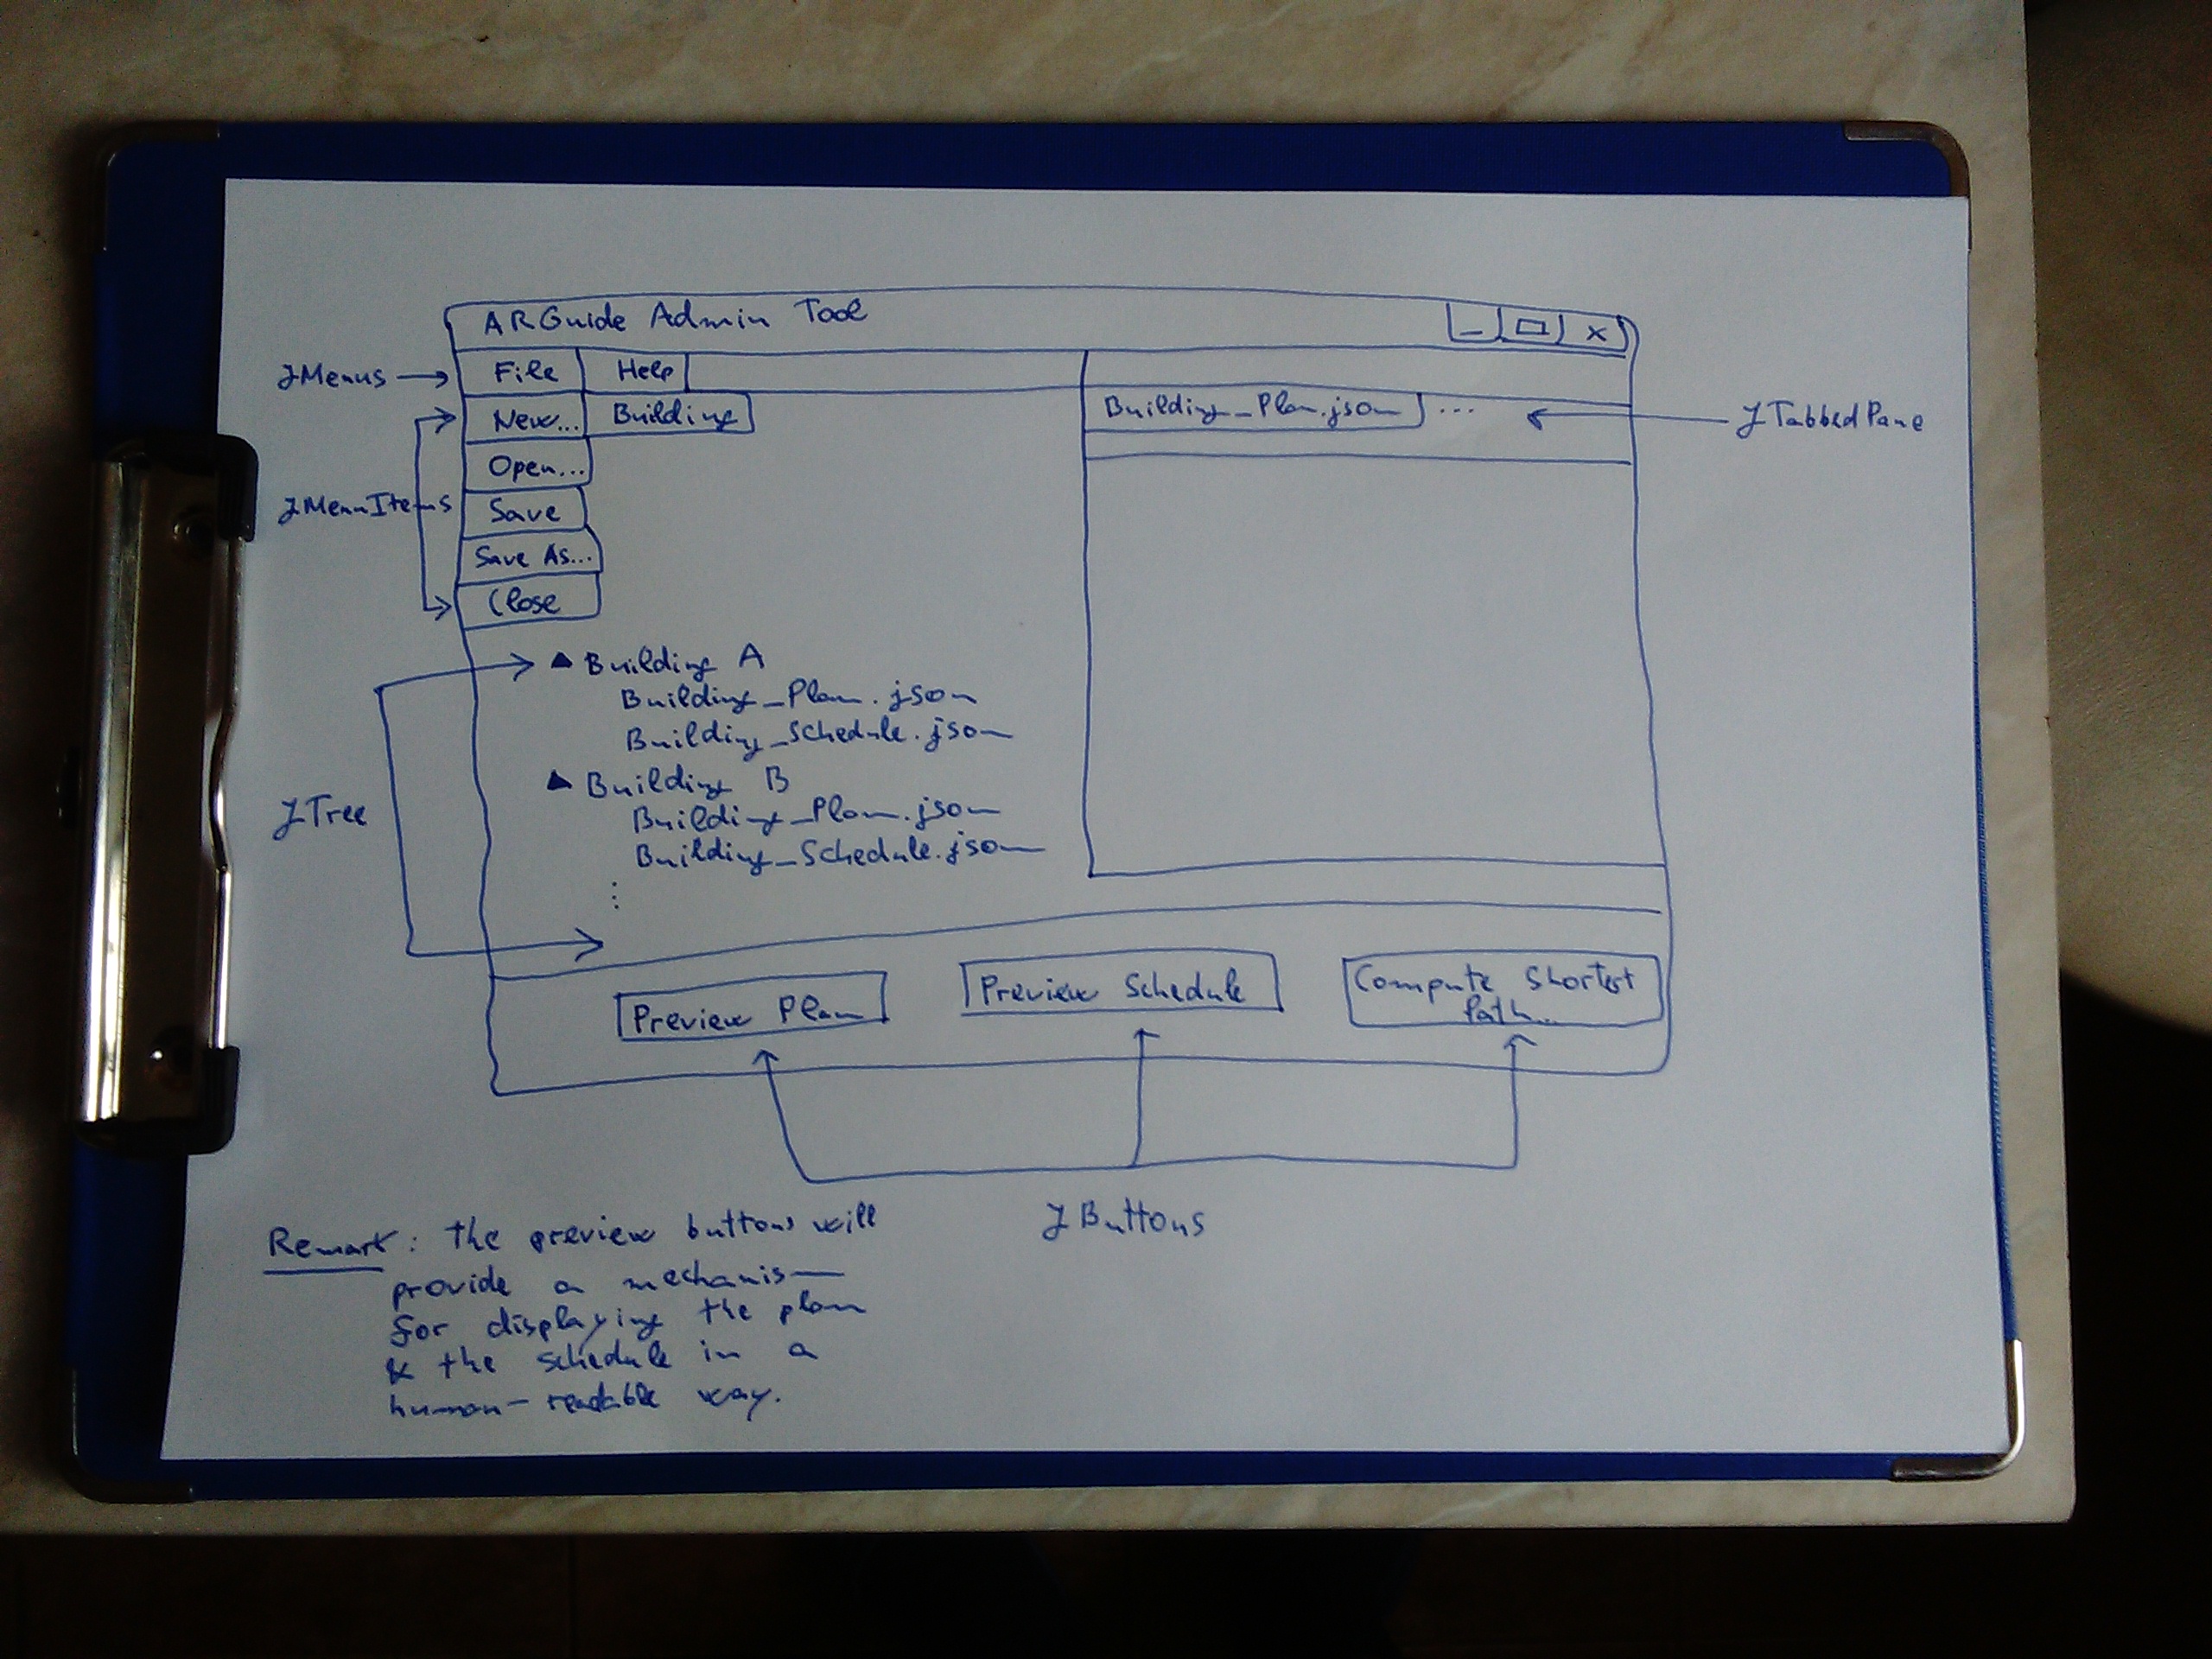 ARGuide Admin Tool
_ x
JMenus
File Help
New... Building
Building_Plan.json ...
JTabbedPane
Open...
JMenuItems
Save
Save As...
Close
Building A
Building_Plan.json
Building_Schedule.json
Building B
JTree
Building_Plan.json
Building_Schedule.json
⋮
Preview Plan
Preview Schedule
Compute Shortest
Path...
JButtons
Remark: The preview buttons will
provide a mechanism
for displaying the plan
& the schedule in a
human-readable way.